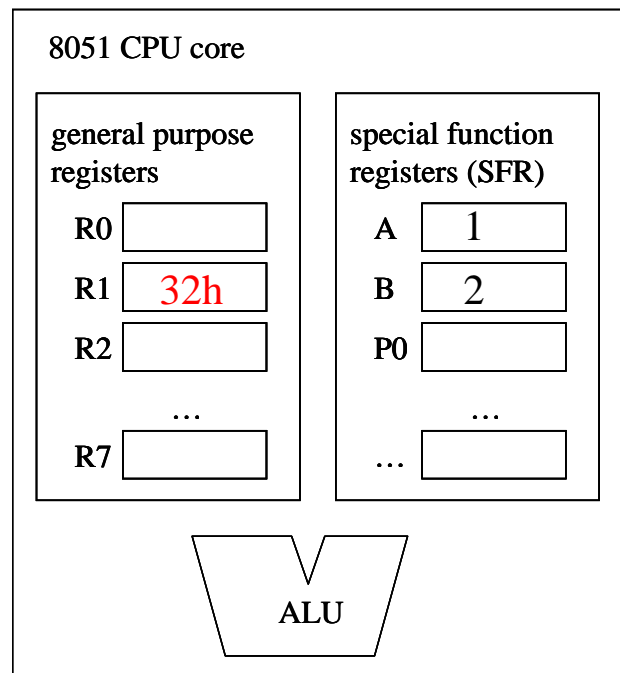 8051 CPU core
general purpose
registers
R0
R1 32h
R2
...
R7
special function
registers (SFR)
A 1
B 2
P0
...
...
ALU